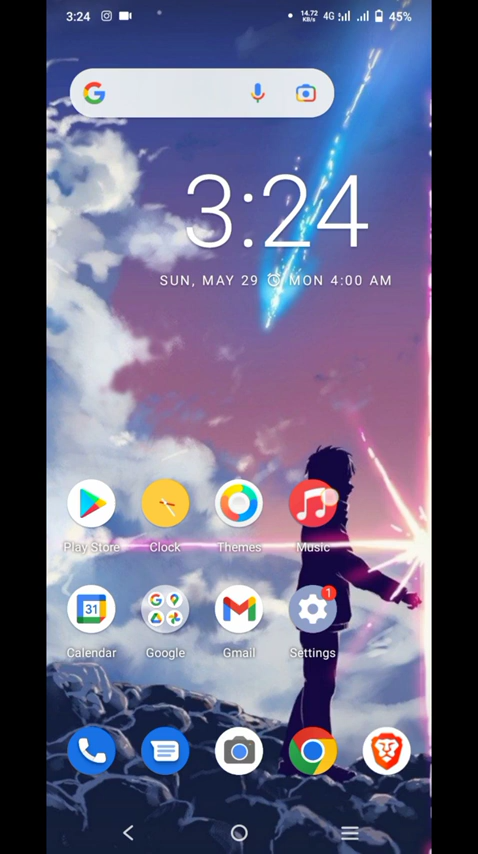 3:24
14.72
KB/s
4G
45%
3:24
SUN, MAY 29 MON 4:00 AM
Play Store Clock Themes Music
31
1
Calendar Google Gmail Settings